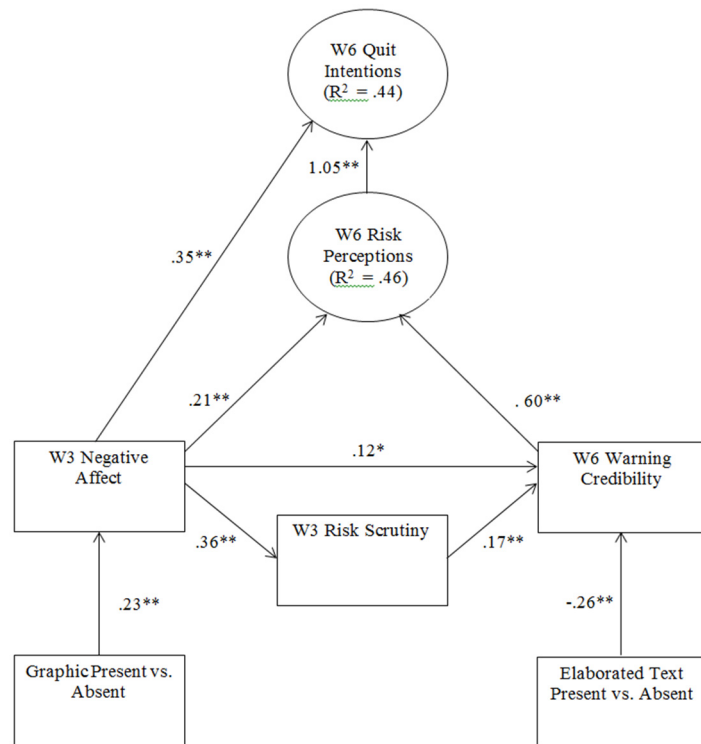 W6 Quit
Intentions
(R² = .44)
1.05**
W6 Risk
Perceptions
(R² = .46)
.35**
.21**
. 60**
W3 Negative
Affect
.12*
W6 Warning
Credibility
.36**
W3 Risk Scrutiny
.17**
.23**
-.26**
Graphic Present vs.
Absent
Elaborated Text
Present vs. Absent